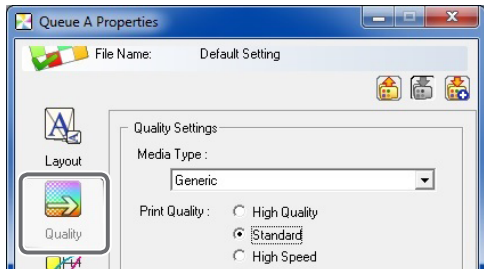 Queue A Properties
File Name: Default Setting
Layout
Quality
Quality Settings
Media Type :
Generic
Print Quality : High Quality
Standard
High Speed